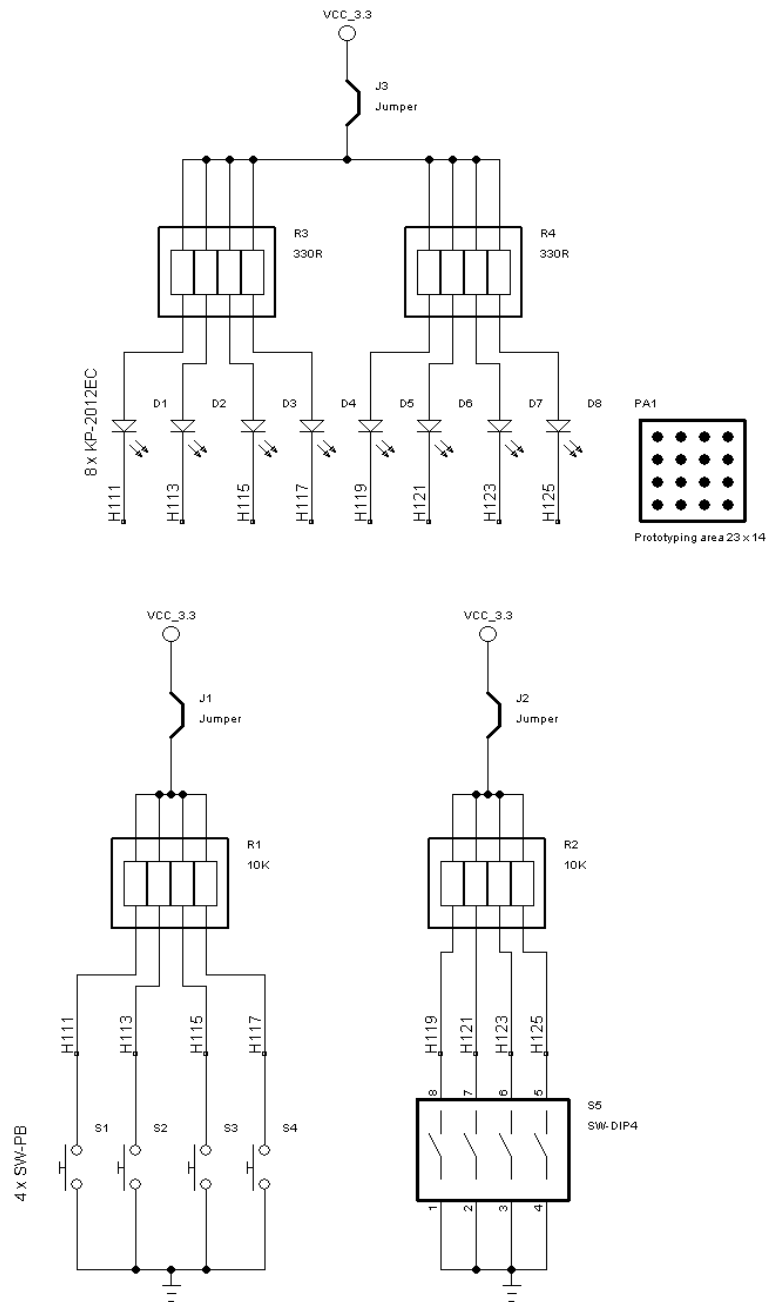 VCC_3.3
J3
Jumper
R3
330R
R4
330R
8 x KP-2012EC
D1
D2
D3
D4
D5
D6
D7
D8
PA1
H111
H113
H115
H117
H119
H121
H123
H125
Prototyping area 23 x 14
VCC_3.3
VCC_3.3
J1
Jumper
J2
Jumper
R1
10K
R2
10K
H111
H113
H115
H117
H119
H121
H123
H125
8
7
6
5
S1
S2
S3
S4
S5
SW-DIP4
4 x SW-PB
1
2
3
4